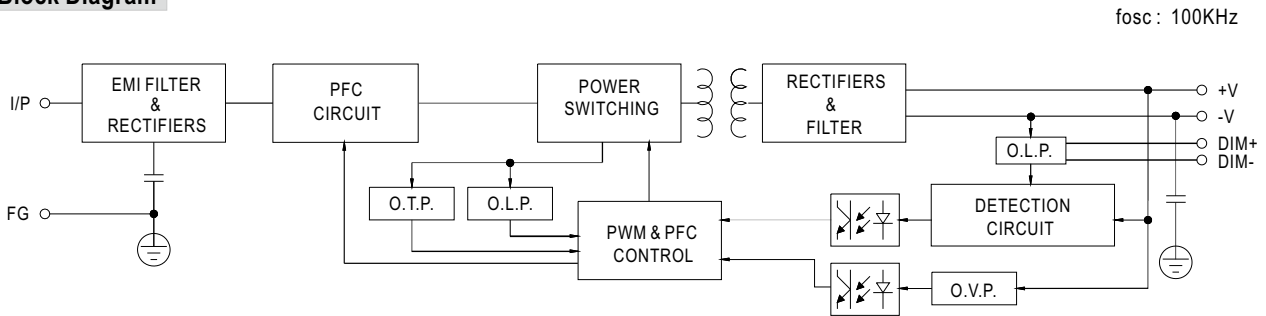 Block Diagram
fosc : 100KHz
I/P
EMI FILTER
&
RECTIFIERS
PFC
CIRCUIT
POWER
SWITCHING
RECTIFIERS
&
FILTER
+V
-V
DIM+
DIM-
O.L.P.
FG
O.T.P.
O.L.P.
PWM & PFC
CONTROL
DETECTION
CIRCUIT
O.V.P.